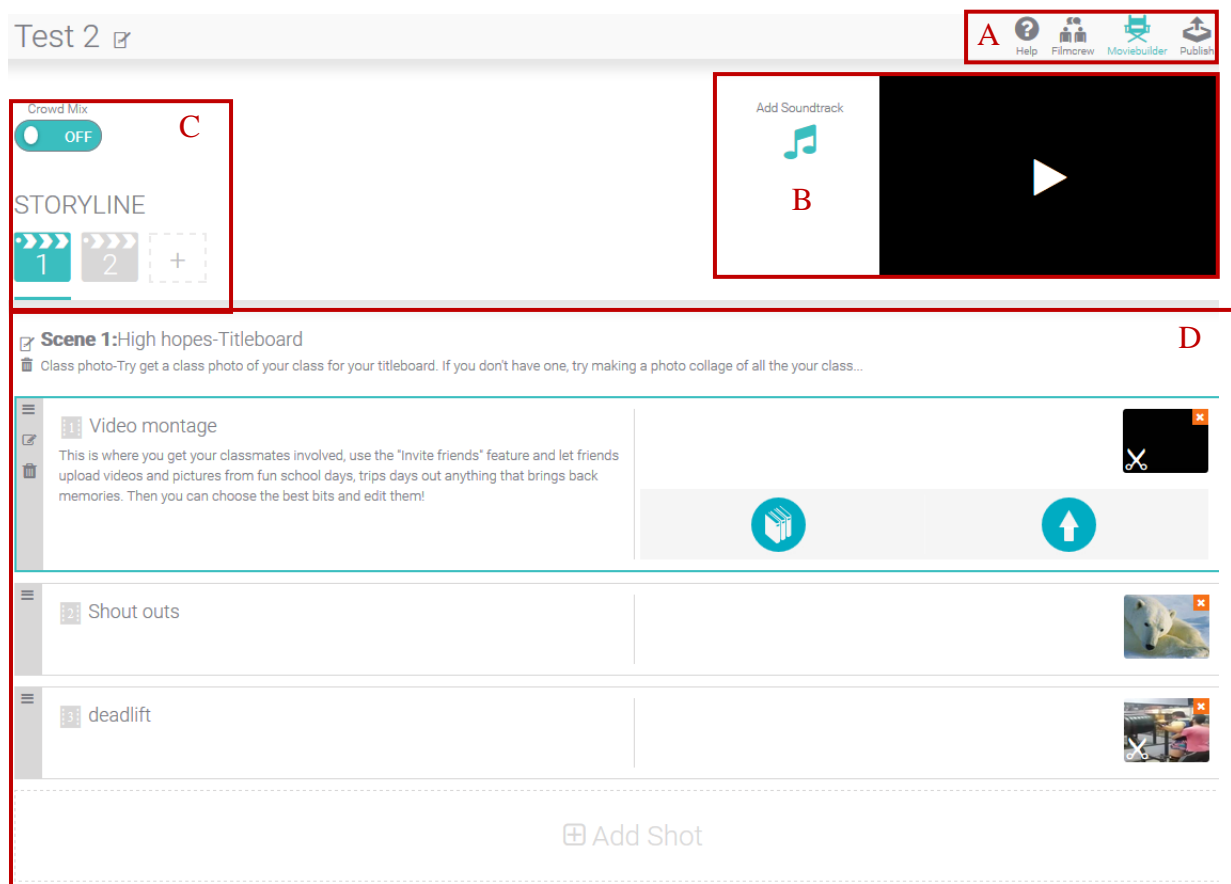 Test 2
A
Help Filmcrew Moviebuilder Publish
Crowd Mix
OFF
C
Add Soundtrack
B
STORYLINE
1 2 +
Scene 1:High hopes-Titleboard
D
Class photo-Try get a class photo of your class for your titleboard. If you don't have one, try making a photo collage of all the your class...
1 Video montage
This is where you get your classmates involved, use the "Invite friends" feature and let friends
upload videos and pictures from fun school days, trips days out anything that brings back
memories. Then you can choose the best bits and edit them!
2 Shout outs
3 deadlift
Add Shot